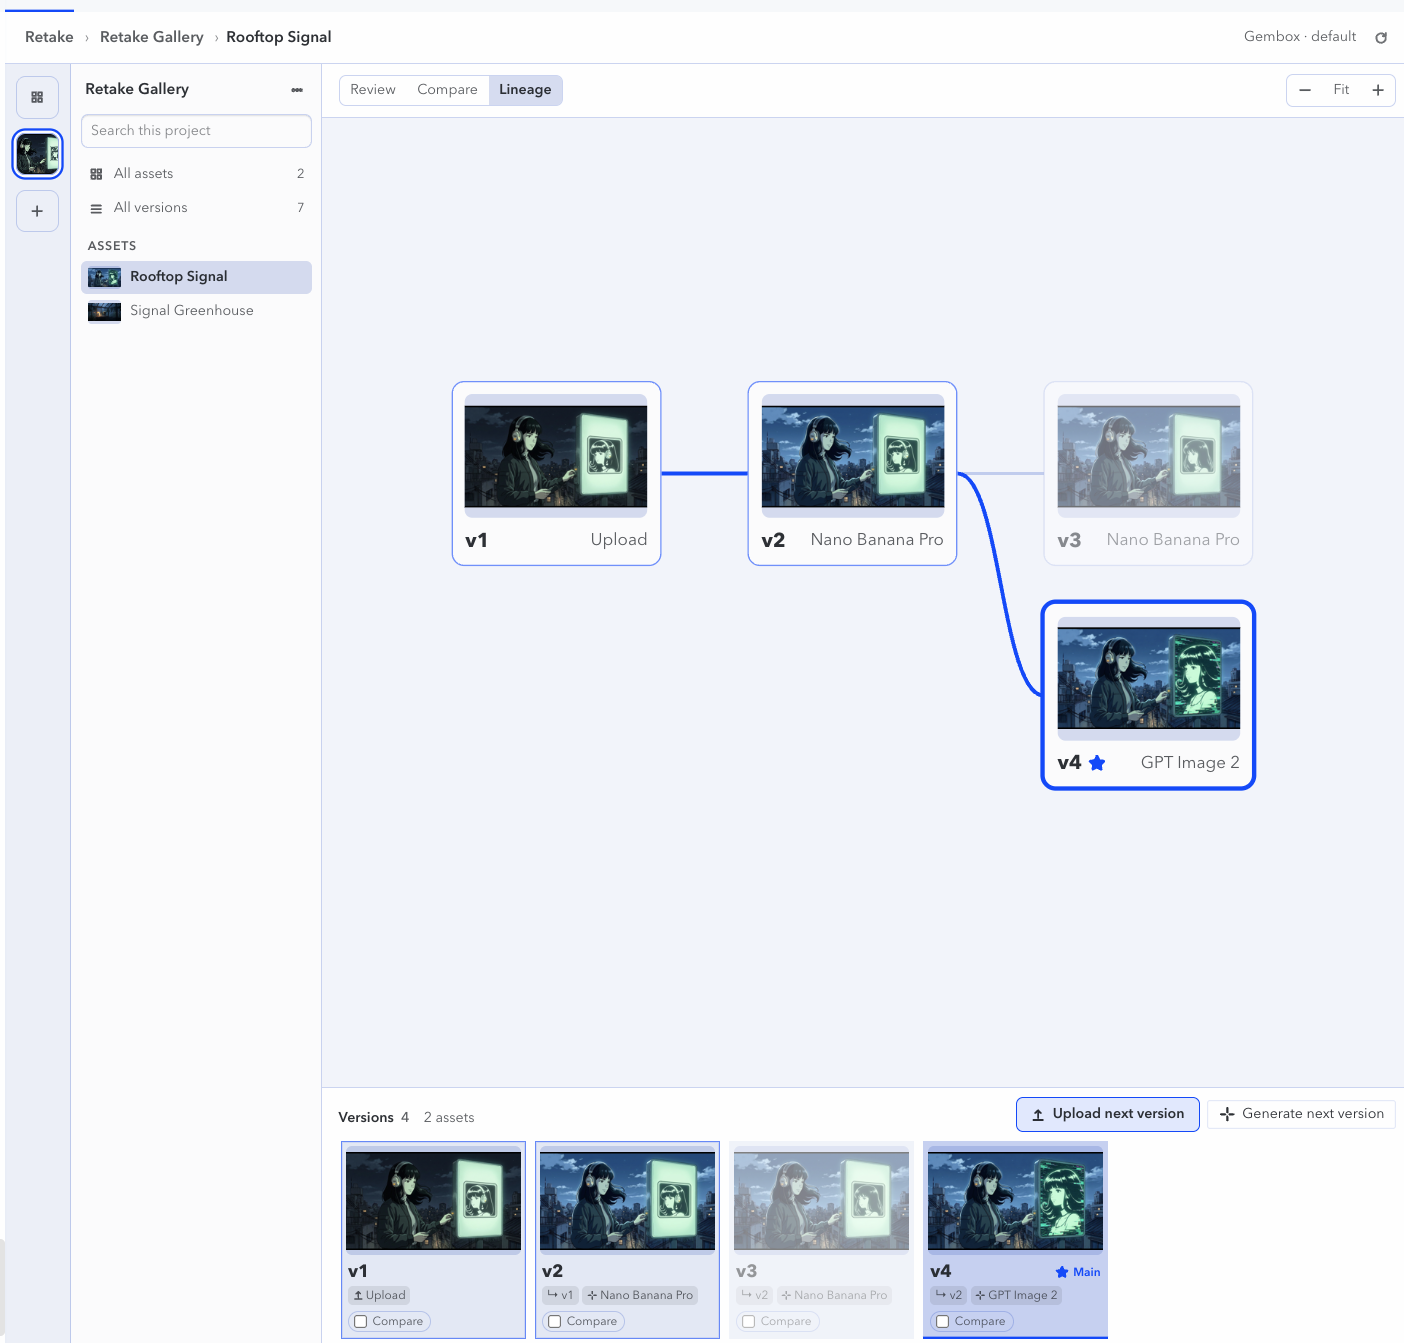 Retake › Retake Gallery › Rooftop Signal
Gembox · default
Retake Gallery
Search this project
All assets 2
All versions 7
ASSETS
Rooftop Signal
Signal Greenhouse
Review Compare Lineage
Fit
v1 Upload
v2 Nano Banana Pro
v3 Nano Banana Pro
v4 GPT Image 2
Versions 4 2 assets
Upload next version
Generate next version
v1
Upload
Compare
v2
v1 Nano Banana Pro
Compare
v3
v2 Nano Banana Pro
Compare
v4 Main
v2 GPT Image 2
Compare